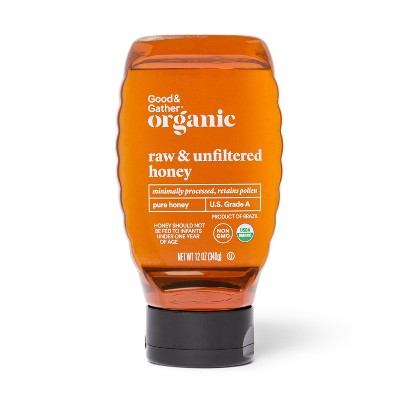 Good&
Gather™
organic
raw & unfiltered
honey
minimally processed, retains pollen
pure honey
U.S. Grade A
PRODUCT OF BRAZIL
HONEY SHOULD NOT
BE FED TO INFANTS
UNDER ONE YEAR
OF AGE
NON
GMO
USDA
ORGANIC
NET WT 12 OZ (340g)
U